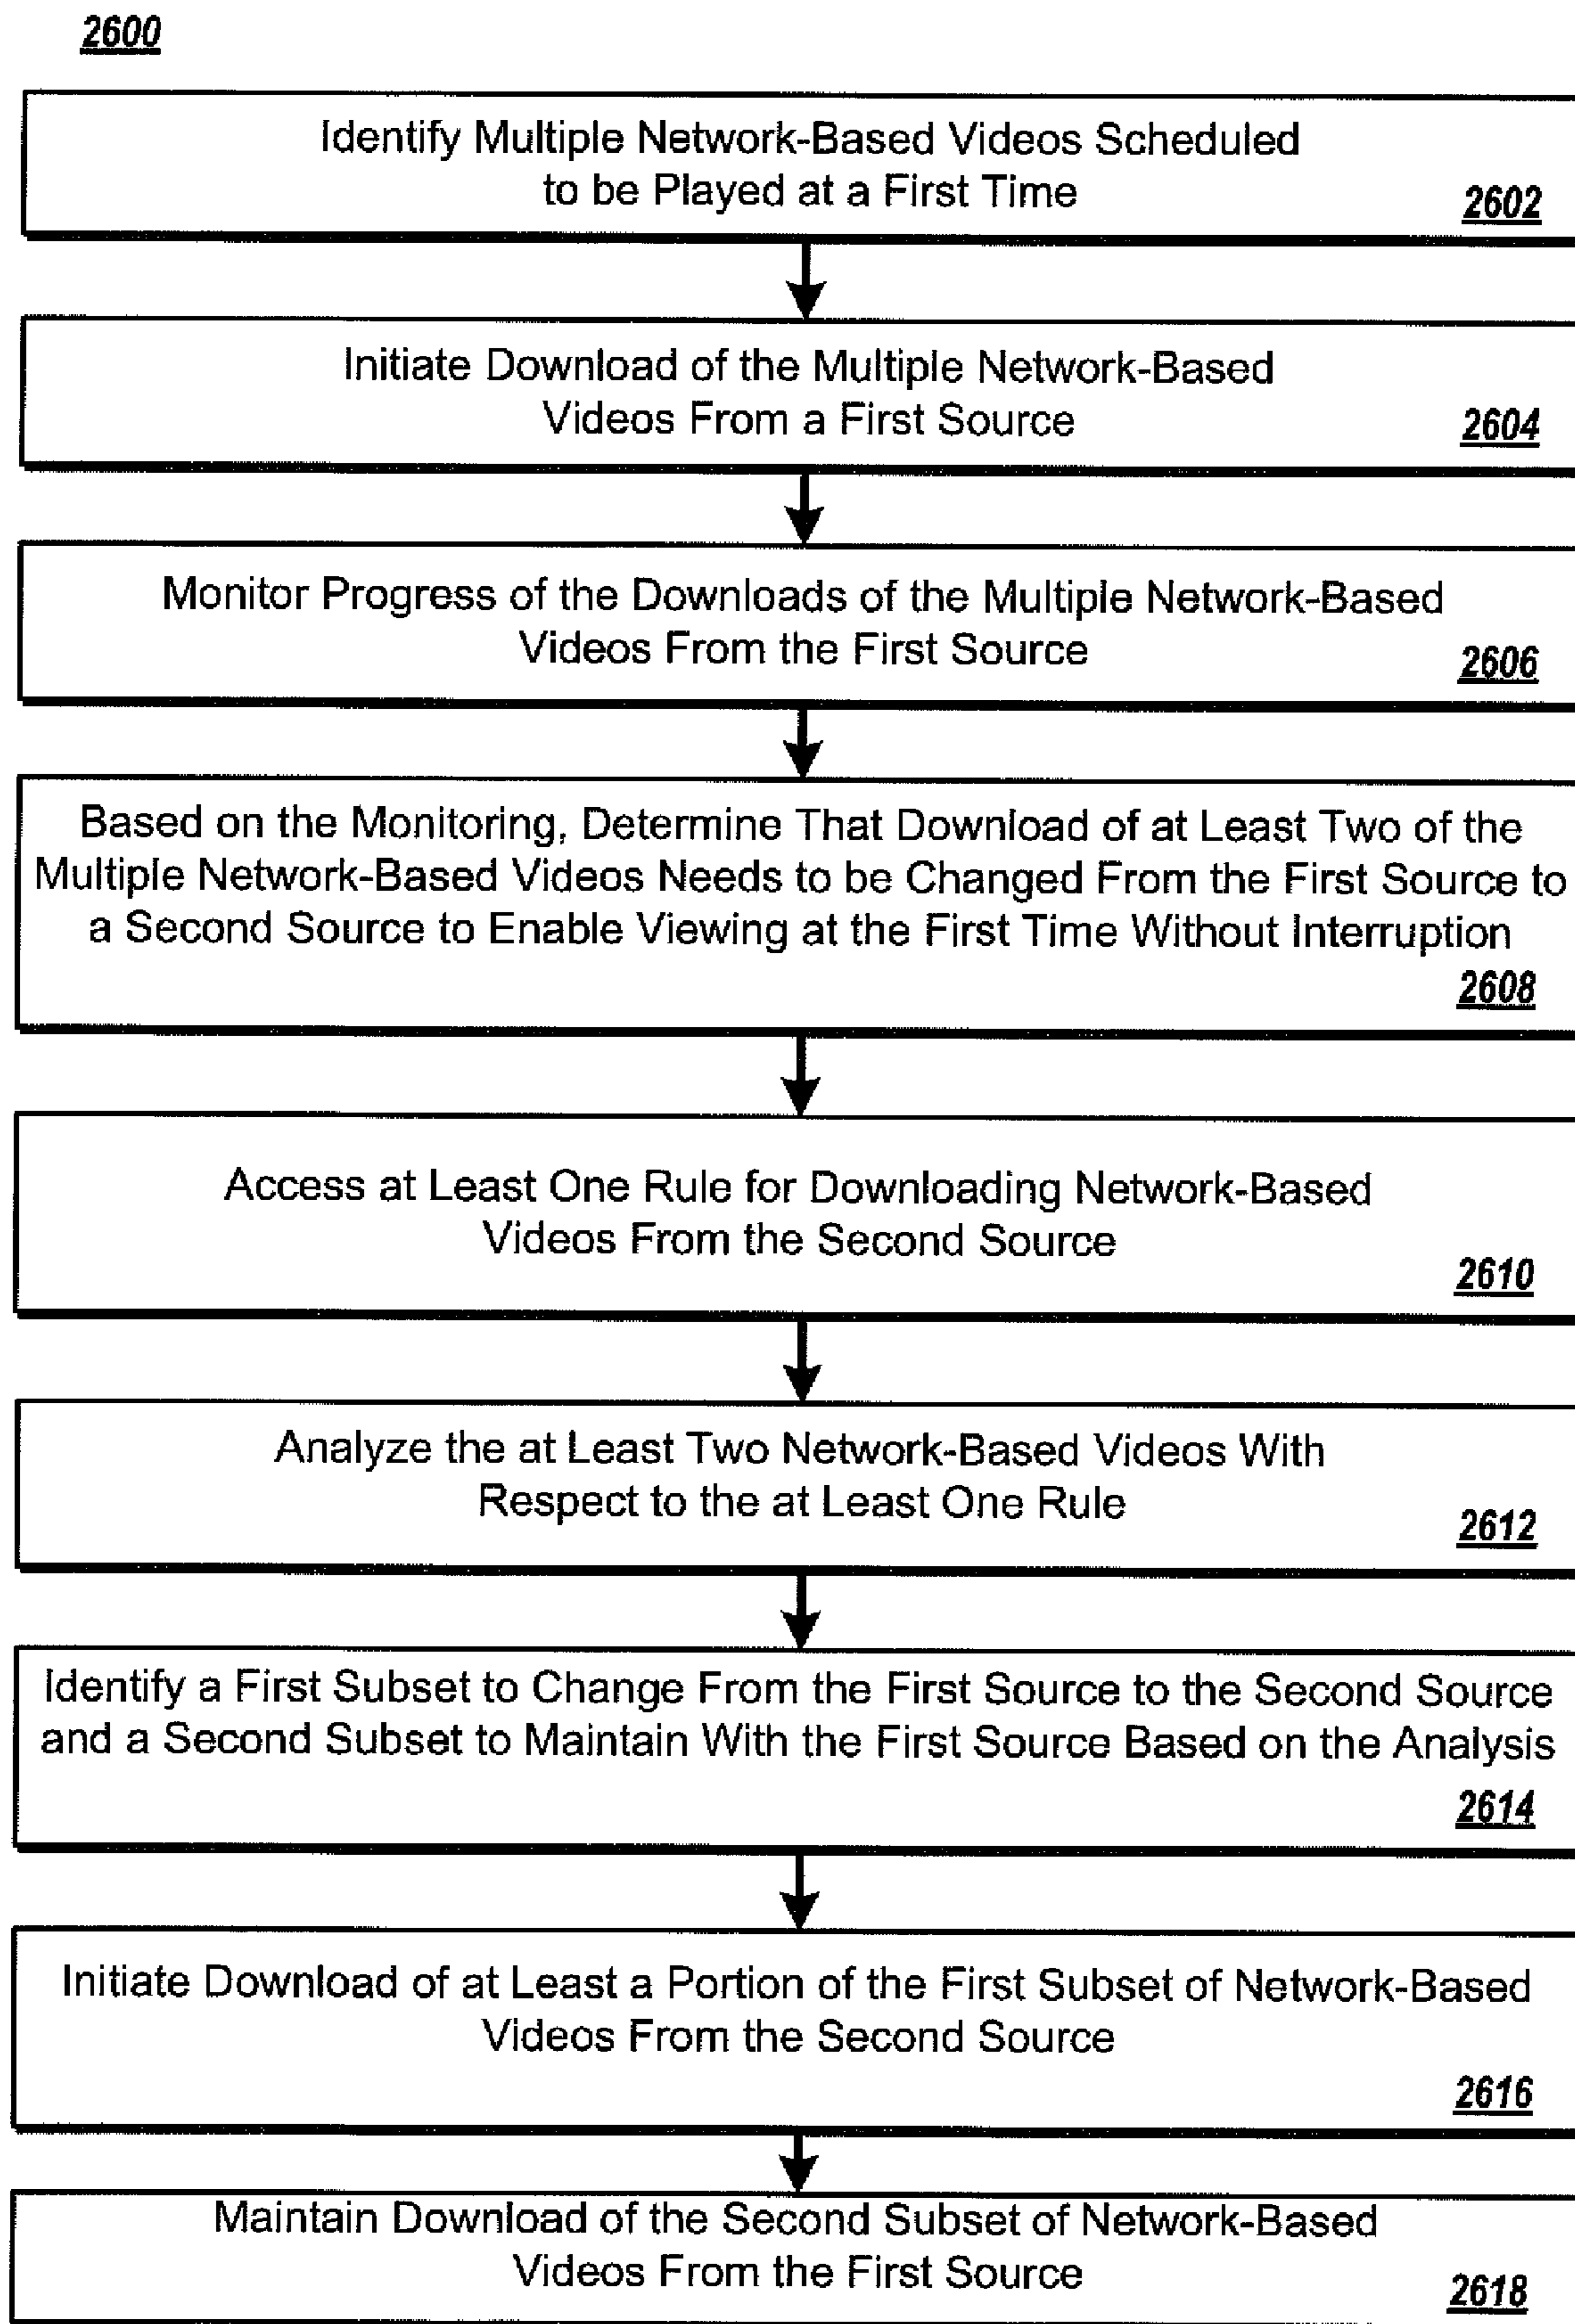 2600
Identify Multiple Network-Based Videos Scheduled
to be Played at a First Time
2602
Initiate Download of the Multiple Network-Based
Videos From a First Source
2604
Monitor Progress of the Downloads of the Multiple Network-Based
Videos From the First Source
2606
Based on the Monitoring, Determine That Download of at Least Two of the
Multiple Network-Based Videos Needs to be Changed From the First Source to
a Second Source to Enable Viewing at the First Time Without Interruption
2608
Access at Least One Rule for Downloading Network-Based
Videos From the Second Source
2610
Analyze the at Least Two Network-Based Videos With
Respect to the at Least One Rule
2612
Identify a First Subset to Change From the First Source to the Second Source
and a Second Subset to Maintain With the First Source Based on the Analysis
2614
Initiate Download of at Least a Portion of the First Subset of Network-Based
Videos From the Second Source
2616
Maintain Download of the Second Subset of Network-Based
Videos From the First Source
2618